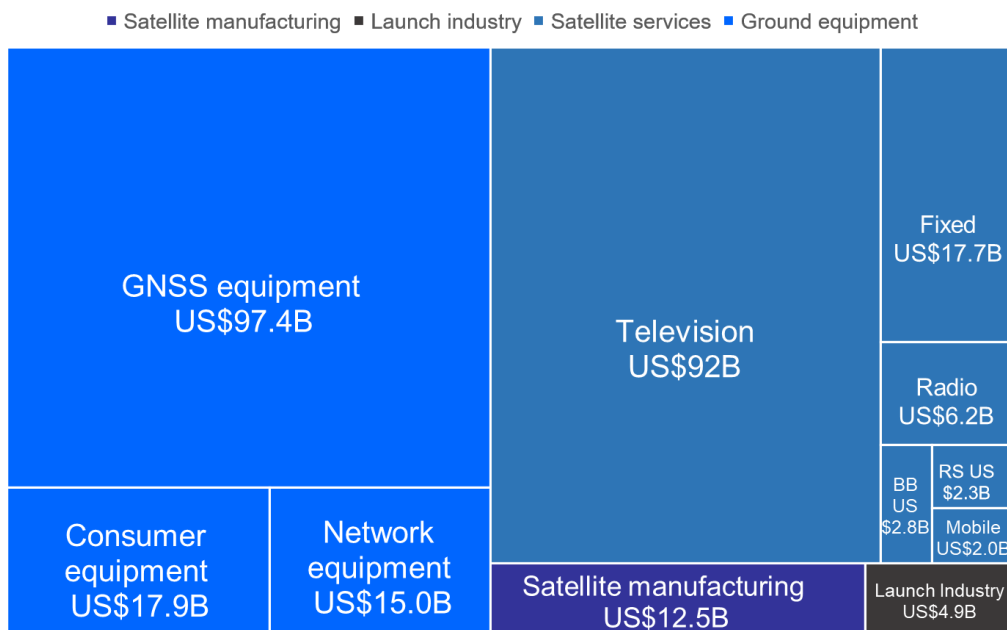 Satellite manufacturing Launch industry Satellite services Ground equipment
GNSS equipment
US$97.4B
Consumer
equipment
US$17.9B
Network
equipment
US$15.0B
Television
US$92B
Fixed
US$17.7B
Radio
US$6.2B
BB
US
$2.8B
RS US
$2.3B
Mobile
US$2.0B
Satellite manufacturing
US$12.5B
Launch Industry
US$4.9B